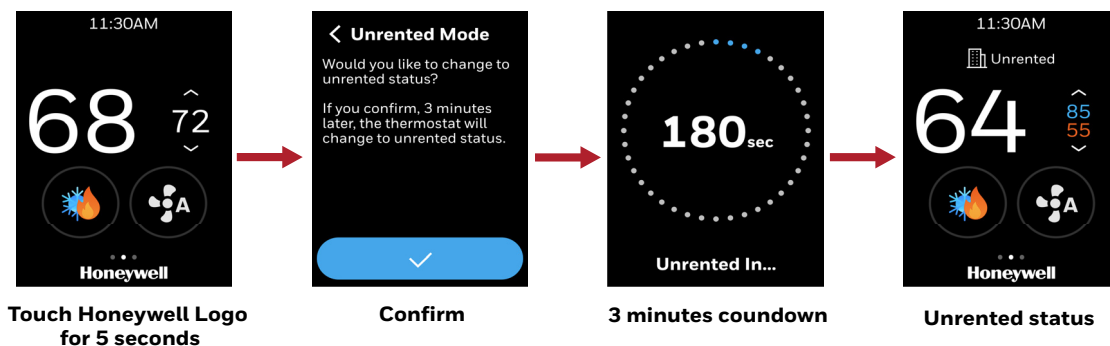 11:30AM
68
72
A
Honeywell
Touch Honeywell Logo
for 5 seconds
Unrented Mode
Would you like to change to
unrented status?
If you confirm, 3 minutes
later, the thermostat will
change to unrented status.
Confirm
180sec
Unrented In...
3 minutes coundown
11:30AM
Unrented
64
85
55
A
Honeywell
Unrented status